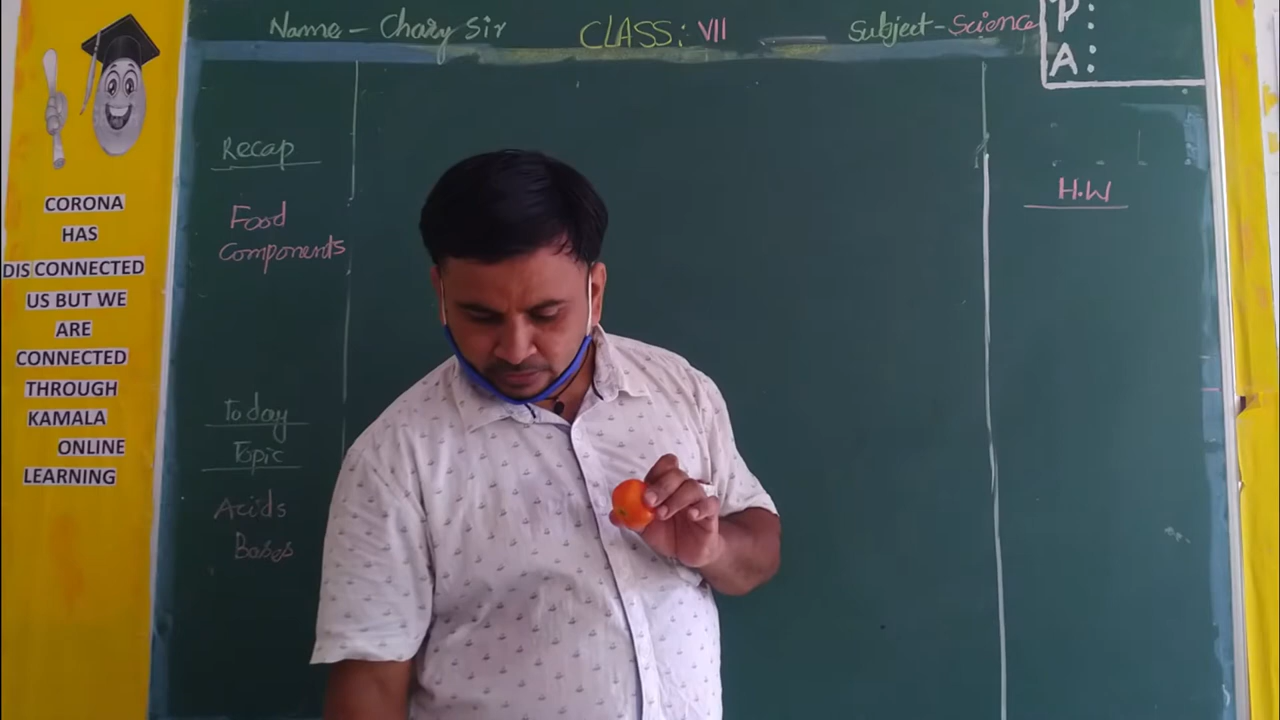 Name - Chary Sir
CLASS: VII
Subject - Science
P:
A:
CORONA
HAS
DIS CONNECTED
US BUT WE
ARE
CONNECTED
THROUGH
KAMALA
ONLINE
LEARNING
Recap
Food
Components
Today
Topic
Acids
Bases
H.W